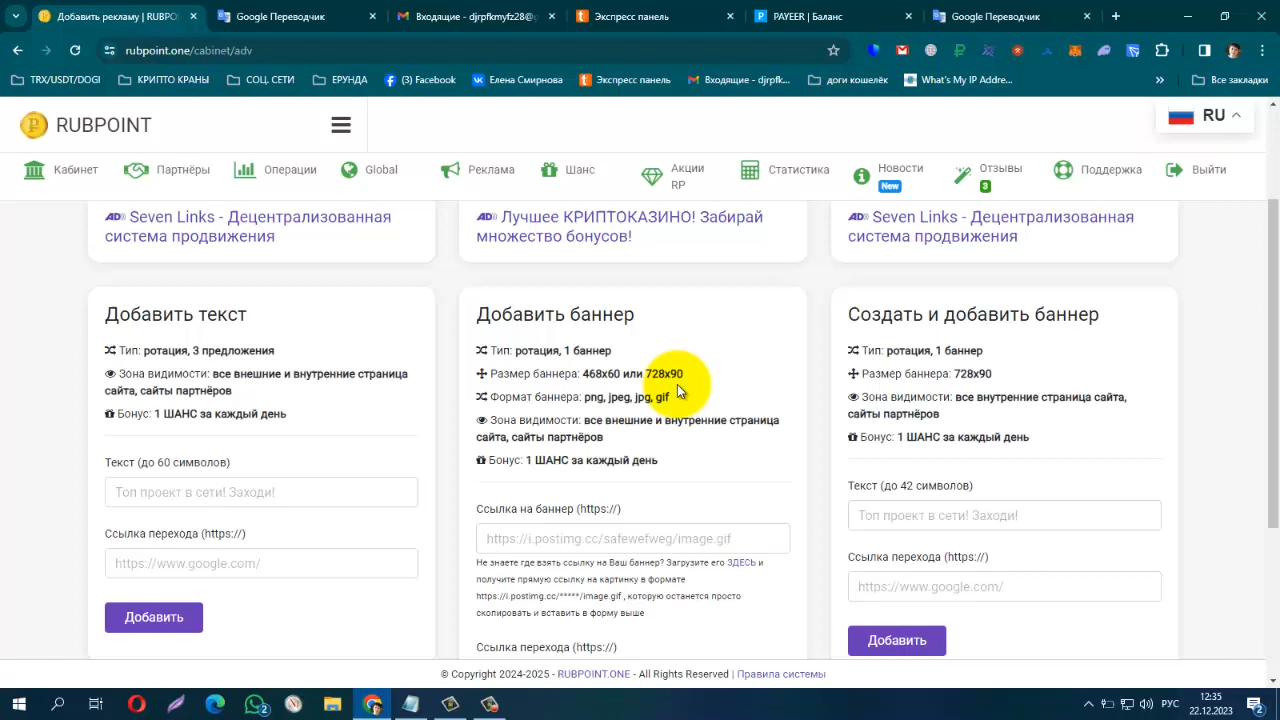 Добавить рекламу | RUBPO
Google Переводчик
Входящие - djrpfkmyfz28@g
Экспресс панель
PAYEER | Баланс
Google Переводчик
rubpoint.one/cabinet/adv
TRX/USDT/DOGI
КРИПТО КРАНЫ
СОЦ. СЕТИ
ЕРУНДА
(3) Facebook
Елена Смирнова
Экспресс панель
Входящие - djrpfk...
доги кошелёк
What's My IP Addre...
Все закладки
RUBPOINT
RU
Кабинет
Партнёры
Операции
Global
Реклама
Шанс
Акции
RP
Статистика
Новости
New
Отзывы
3
Поддержка
Выйти
AD Seven Links - Децентрализованная
система продвижения
AD Лучшее КРИПТОКАЗИНО! Забирай
множество бонусов!
AD Seven Links - Децентрализованная
система продвижения
Добавить текст
Тип: ротация, 3 предложения
Зона видимости: все внешние и внутренние страница
сайта, сайты партнёров
Бонус: 1 ШАНС за каждый день
Текст (до 60 символов)
Топ проект в сети! Заходи!
Ссылка перехода (https://)
https://www.google.com/
Добавить
Добавить баннер
Тип: ротация, 1 баннер
Размер баннера: 468x60 или 728x90
Формат баннера: png, jpeg, jpg, gif
Зона видимости: все внешние и внутренние страница
сайта, сайты партнёров
Бонус: 1 ШАНС за каждый день
Ссылка на баннер (https://)
https://i.postimg.cc/safewefweg/image.gif
Не знаете где взять ссылку на Ваш баннер? Загрузите его ЗДЕСЬ и
получите прямую ссылку на картинку в формате
https://i.postimg.cc/*****/image.gif , которую останется просто
скопировать и вставить в форму выше
Ссылка перехода (https://)
Создать и добавить баннер
Тип: ротация, 1 баннер
Размер баннера: 728x90
Зона видимости: все внутренние страница сайта,
сайты партнёров
Бонус: 1 ШАНС за каждый день
Текст (до 42 символов)
Топ проект в сети! Заходи!
Ссылка перехода (https://)
https://www.google.com/
Добавить
© Copyright 2024-2025 - RUBPOINT.ONE - All Rights Reserved | Правила системы
2
РУС
12:35
22.12.2023
2